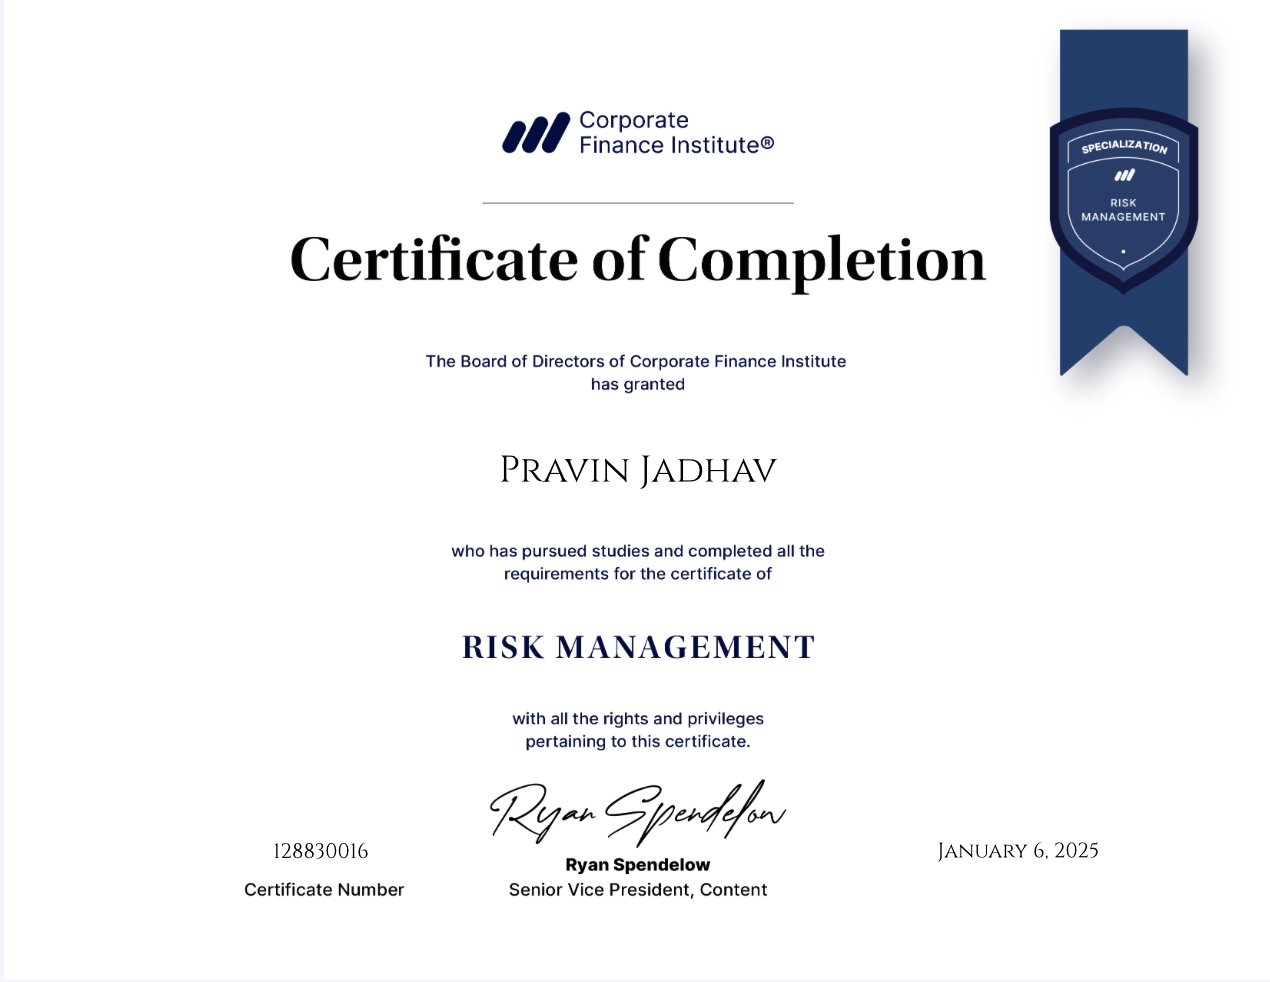 Corporate
Finance Institute®
SPECIALIZATION
RISK
MANAGEMENT
Certificate of Completion
The Board of Directors of Corporate Finance Institute
has granted
Pravin Jadhav
who has pursued studies and completed all the
requirements for the certificate of
RISK MANAGEMENT
with all the rights and privileges
pertaining to this certificate.
Ryan Spendelow
128830016
Ryan Spendelow
January 6, 2025
Certificate Number
Senior Vice President, Content